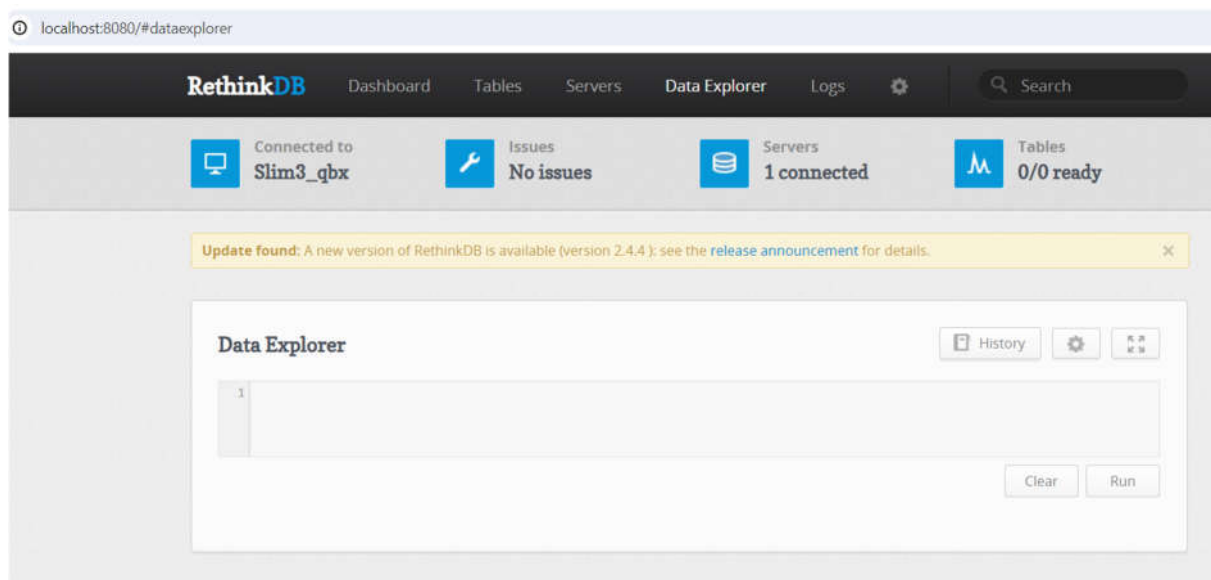 localhost:8080/#dataexplorer
RethinkDB Dashboard Tables Servers Data Explorer Logs Search
Connected to Issues Servers Tables
Slim3_qbx No issues 1 connected 0/0 ready
Update found: A new version of RethinkDB is available (version 2.4.4 ): see the release announcement for details.
Data Explorer History
1
Clear Run